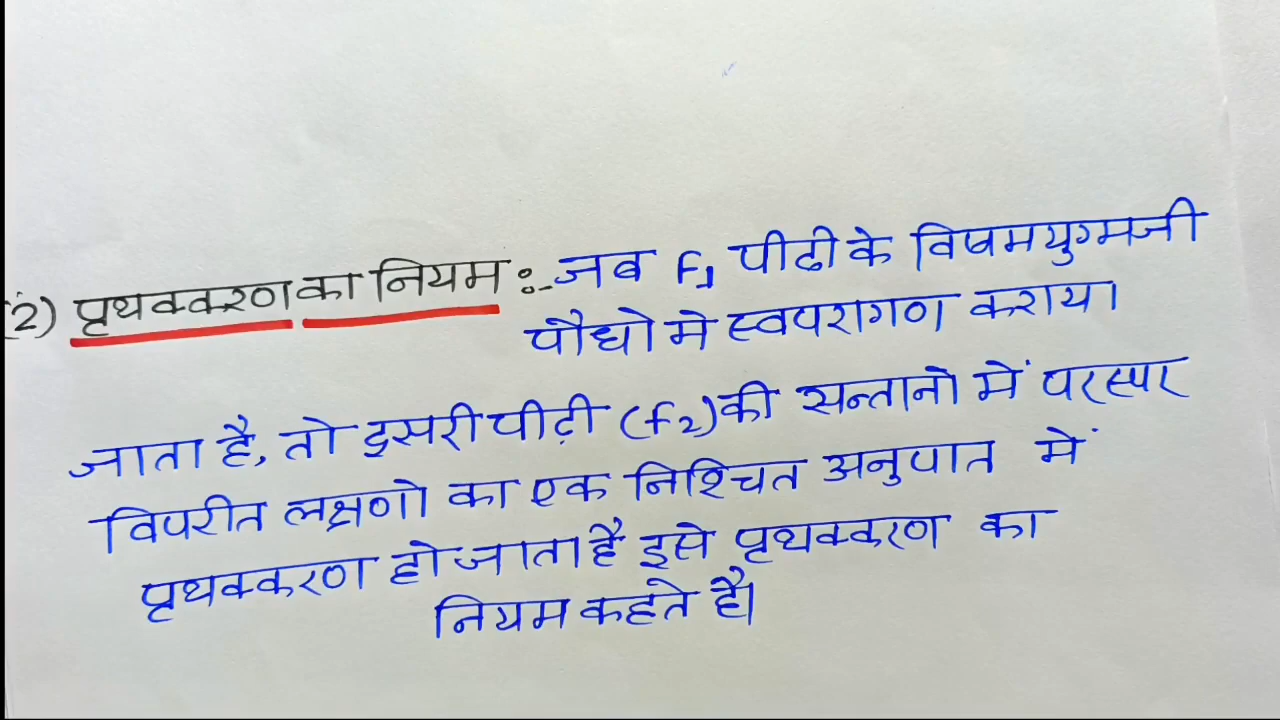 (2) पृथक्करण का नियम :- जब F1 पीढी के विषमयुग्मजी
पौधो मे स्वपरागण कराया
जाता है, तो दुसरी पीढ़ी (f2) की सन्तानो में परस्पर
विपरीत लक्षणो का एक निश्चित अनुपात में
पृथक्करण हो जाता है इसे पृथक्करण का
नियम कहते है।